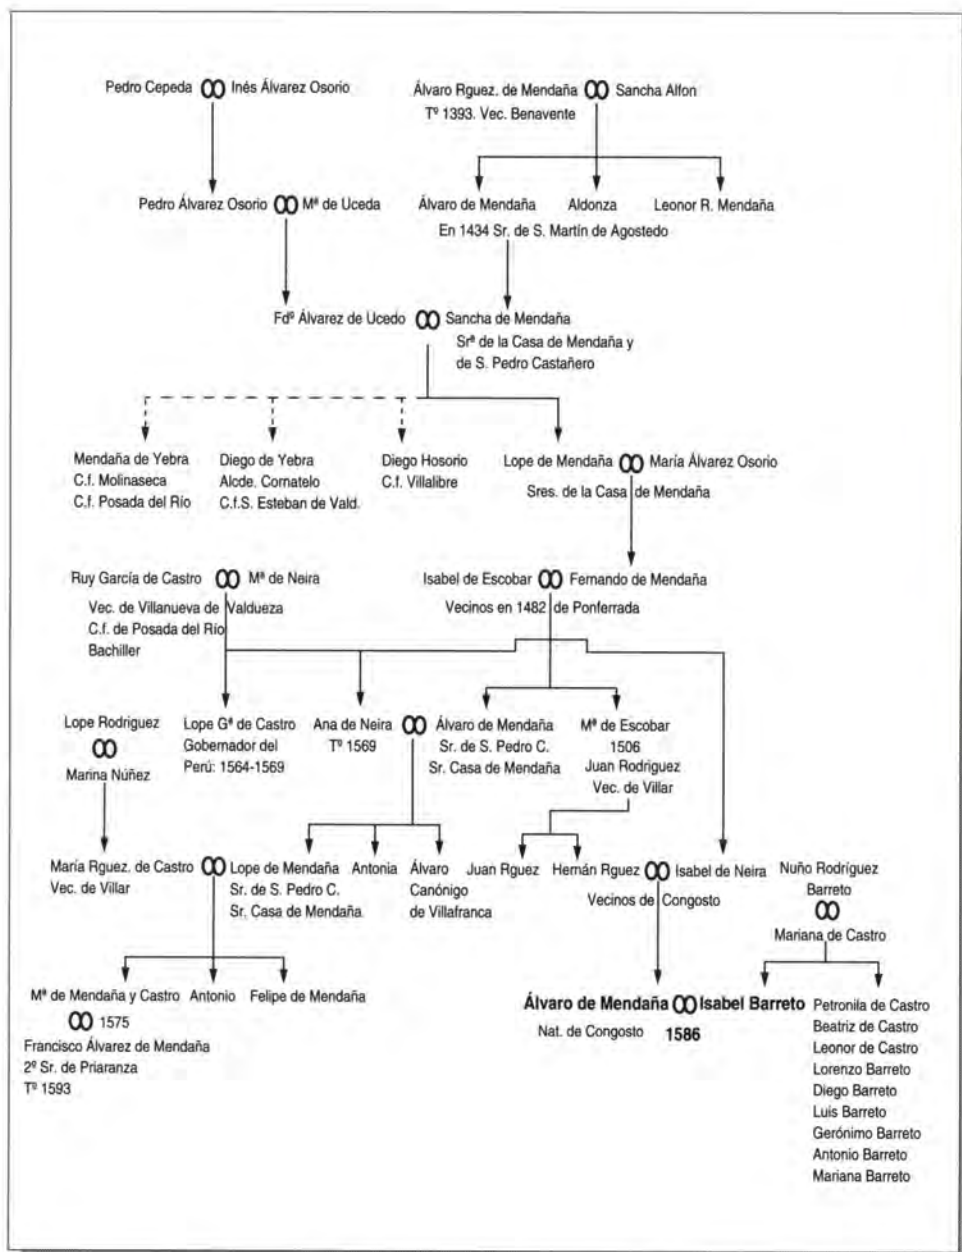 Pedro Cepeda ꝏ Inés Álvarez Osorio
Álvaro Rguez. de Mendaña ꝏ Sancha Alfon
Tº 1393. Vec. Benavente
Pedro Álvarez Osorio ꝏ Mª de Uceda
Álvaro de Mendaña
Aldonza
Leonor R. Mendaña
En 1434 Sr. de S. Martín de Agostedo
Fdº Álvarez de Ucedo ꝏ Sancha de Mendaña
Srª de la Casa de Mendaña y
de S. Pedro Castañero
Mendaña de Yebra
C.f. Molinaseca
C.f. Posada del Río
Diego de Yebra
Alcde. Cornatelo
C.f.S. Esteban de Vald.
Diego Hosorio
C.f. Villalibre
Lope de Mendaña ꝏ María Álvarez Osorio
Sres. de la Casa de Mendaña
Ruy García de Castro ꝏ Mª de Neira
Vec. de Villanueva de Valdueza
C.f. de Posada del Río
Bachiller
Isabel de Escobar ꝏ Fernando de Mendaña
Vecinos en 1482 de Ponferrada
Lope Rodriguez
ꝏ
Marina Núñez
Lope Gª de Castro
Gobernador del
Perú: 1564-1569
Ana de Neira ꝏ Álvaro de Mendaña
Tº 1569
Sr. de S. Pedro C.
Sr. Casa de Mendaña
Mª de Escobar
1506
Juan Rodriguez
Vec. de Villar
María Rguez. de Castro ꝏ Lope de Mendaña
Vec. de Villar
Sr. de S. Pedro C.
Sr. Casa de Mendaña
Antonia
Álvaro
Canónigo
de Villafranca
Juan Rguez
Hernán Rguez ꝏ Isabel de Neira
Vecinos de Congosto
Nuño Rodríguez
Barreto
ꝏ
Mariana de Castro
Mª de Mendaña y Castro
ꝏ 1575
Francisco Álvarez de Mendaña
2º Sr. de Priaranza
Tº 1593
Antonio
Felipe de Mendaña
Álvaro de Mendaña ꝏ Isabel Barreto
Nat. de Congosto 1586
Petronila de Castro
Beatriz de Castro
Leonor de Castro
Lorenzo Barreto
Diego Barreto
Luis Barreto
Gerónimo Barreto
Antonio Barreto
Mariana Barreto